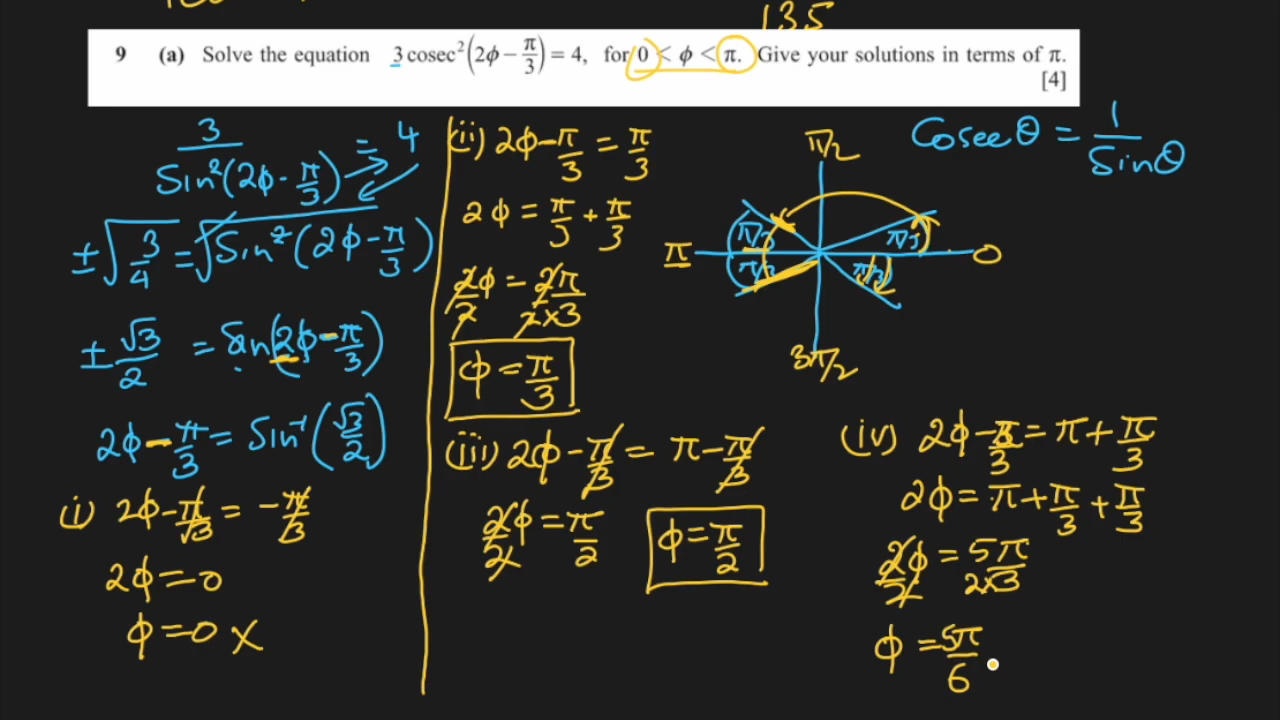 135
9 (a) Solve the equation 3 cosec²(2ϕ − π/3) = 4, for 0 < ϕ < π. Give your solutions in terms of π.
[4]
3/Sin²(2ϕ - π/3) = 4
±√(3/4) = √Sin²(2ϕ - π/3)
± √3/2 = Sin(2ϕ - π/3)
2ϕ - π/3 = Sin⁻¹(√3/2)
(i) 2ϕ - π/3 = -π/3
2ϕ = 0
ϕ = 0 X
(ii) 2ϕ - π/3 = π/3
2ϕ = π/3 + π/3
2ϕ/2 = 2π/2×3
ϕ = π/3
(iii) 2ϕ - π/3 = π - π/3
2ϕ/2 = π/2
ϕ = π/2
Cosec θ = 1/Sin θ
π/2
π/3 π/3
π 0
π/3 π/3
3π/2
(iv) 2ϕ - π/3 = π + π/3
2ϕ = π + π/3 + π/3
2ϕ/2 = 5π/2×3
ϕ = 5π/6